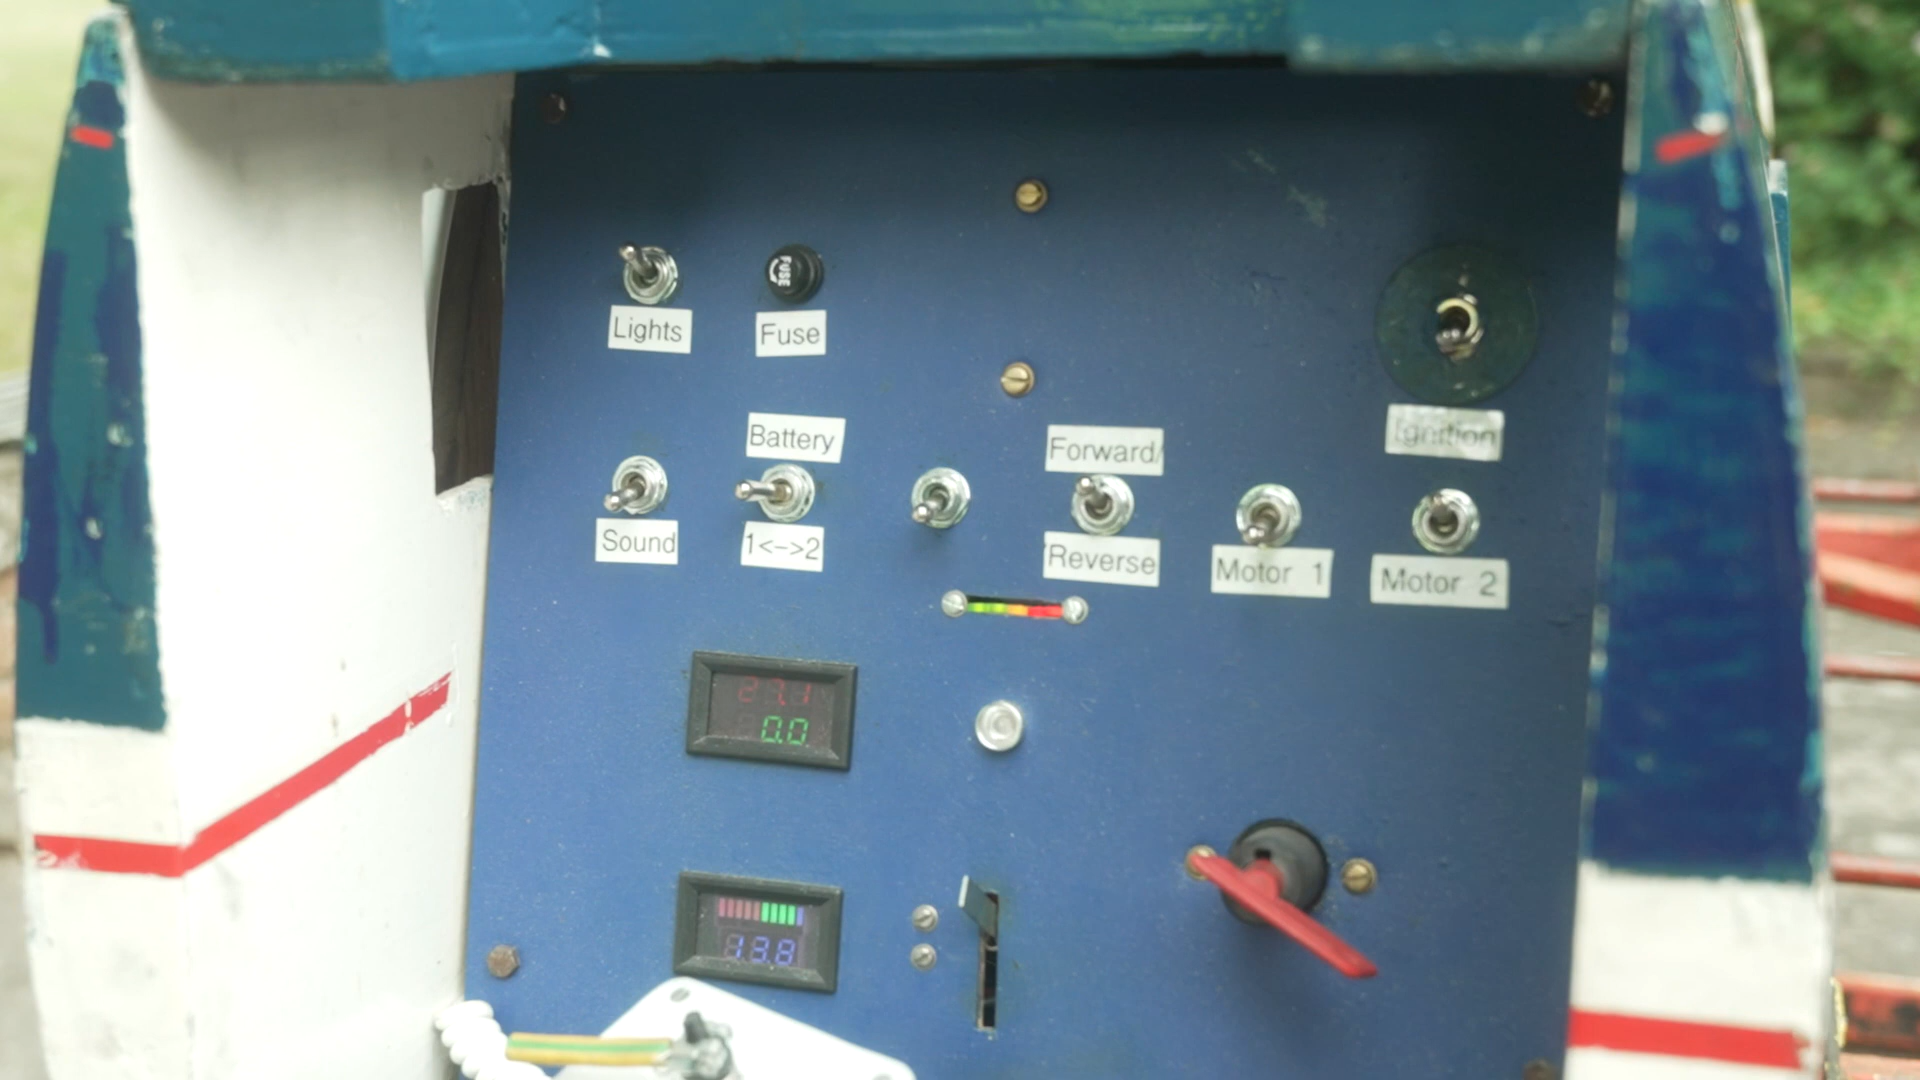 FUSE
Lights
Fuse
Ignition
Battery
Forward/
Sound
1<->2
Reverse
Motor 1
Motor 2
27.1
0.0
13.8